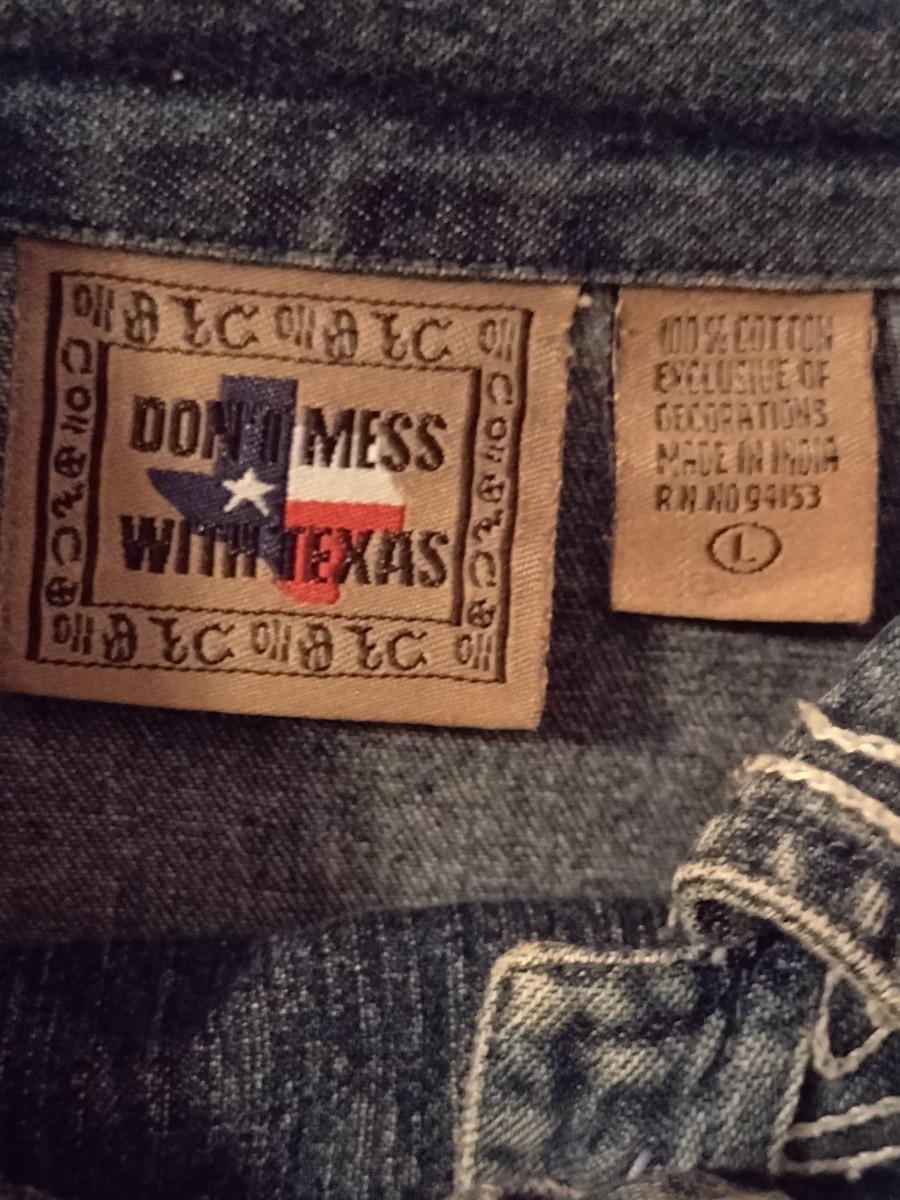 DON'T MESS
WITH TEXAS
100% COTTON
EXCLUSIVE OF
DECORATIONS
MADE IN INDIA
R.N. NO 94153
L